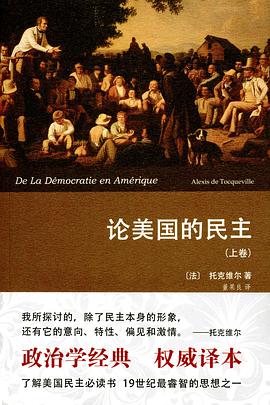 De La Démocratie en Amérique
Alexis de Tocqueville
论美国的民主
(上卷)
〔法〕 托克维尔 著
董果良 译
我所探讨的，除了民主本身的形象，
还有它的意向、特性、偏见和激情。 ——托克维尔
政治学经典 权威译本
了解美国民主必读书 19世纪最睿智的思想之一